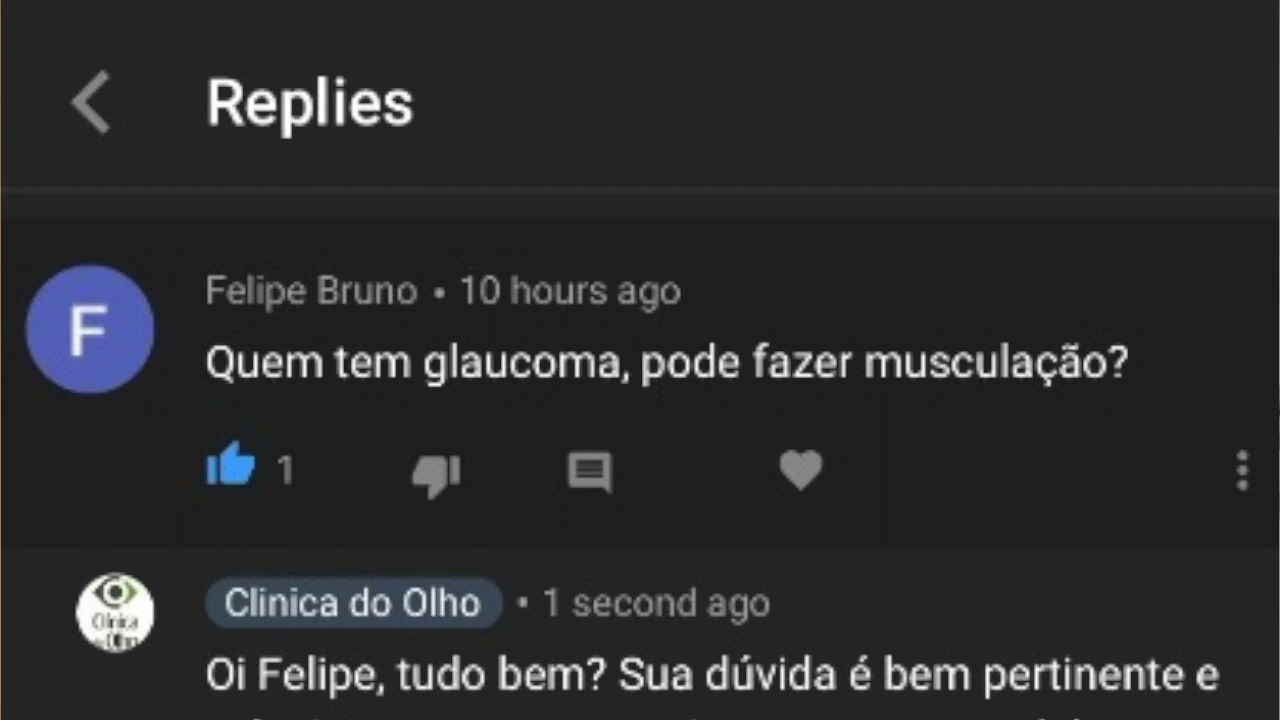 Replies
Felipe Bruno • 10 hours ago
Quem tem glaucoma, pode fazer musculação?
1
Clinica do Olho • 1 second ago
Oi Felipe, tudo bem? Sua dúvida é bem pertinente e